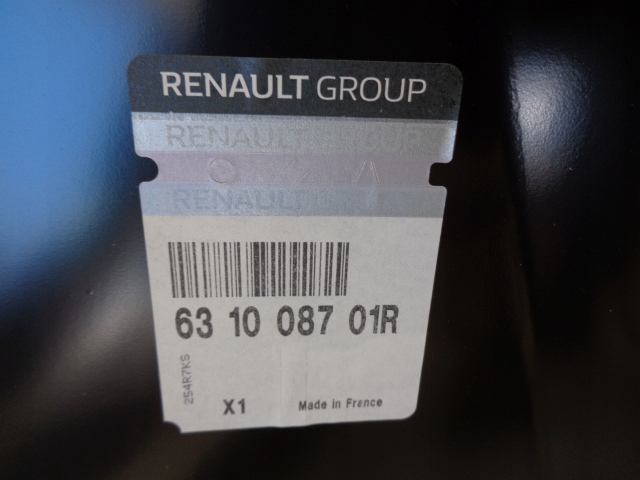 RENAULT GROUP
RENAULT GROUP
RENAULT
63 10 087 01R
254R7KS
X1 Made in France